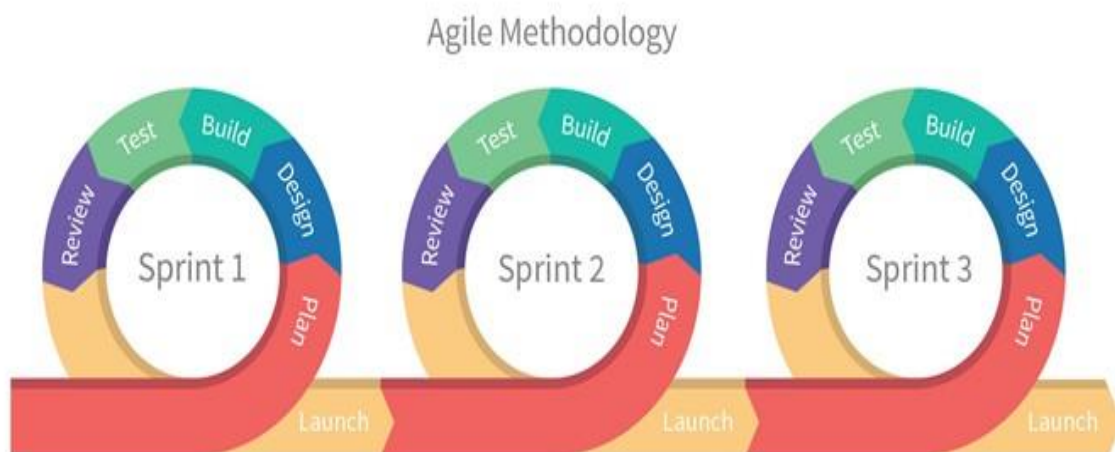 Agile Methodology
Plan
Design
Build
Test
Review
Sprint 1
Launch
Plan
Design
Build
Test
Review
Sprint 2
Launch
Plan
Design
Build
Test
Review
Sprint 3
Launch